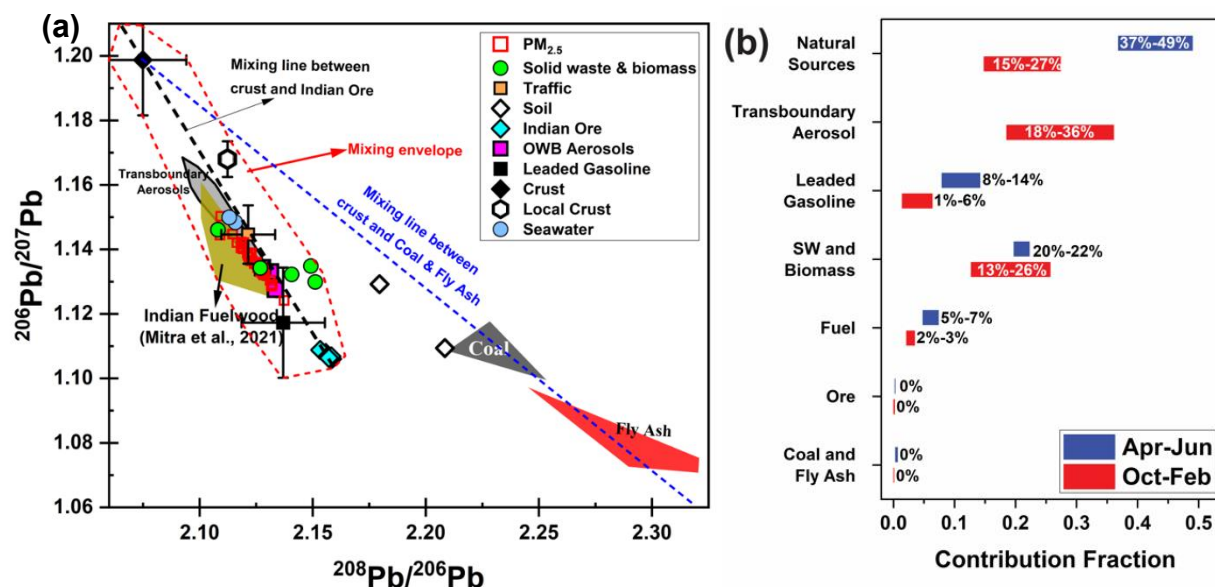 (a)
1.20
1.18
1.16
1.14
1.12
1.10
1.08
1.06
206Pb/207Pb
2.10
2.15
2.20
2.25
2.30
208Pb/206Pb
Mixing line between
crust and Indian Ore
Mixing envelope
Transboundary
Aerosols
Mixing line between
crust and Coal & Fly Ash
Indian Fuelwood
(Mitra et al., 2021)
Coal
Fly Ash
PM2.5
Solid waste & biomass
Traffic
Soil
Indian Ore
OWB Aerosols
Leaded Gasoline
Crust
Local Crust
Seawater
(b)
Natural
Sources
37%-49%
15%-27%
Transboundary
Aerosol
18%-36%
Leaded
Gasoline
8%-14%
1%-6%
SW and
Biomass
20%-22%
13%-26%
Fuel
5%-7%
2%-3%
Ore
0%
0%
Coal and
Fly Ash
0%
0%
Apr-Jun
Oct-Feb
0.0
0.1
0.2
0.3
0.4
0.5
Contribution Fraction